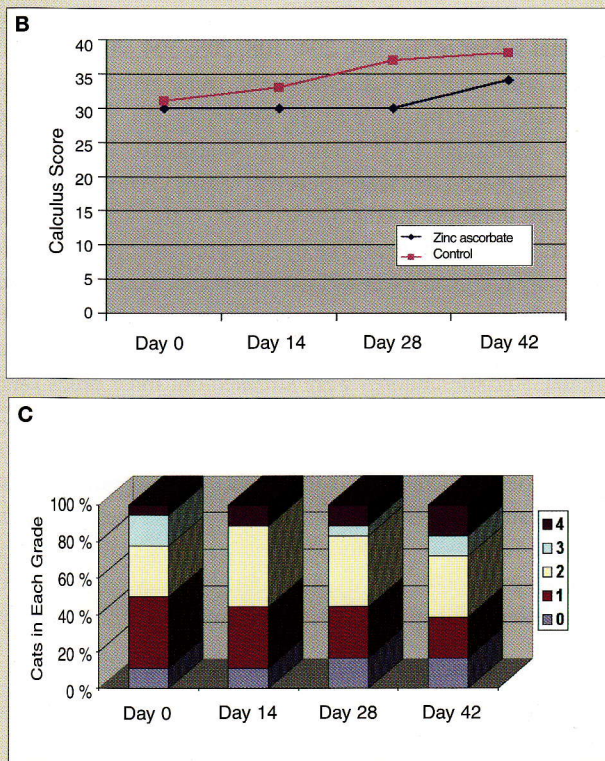 B
40
35
30
25
20
15
10
5
0
Calculus Score
Zinc ascorbate
Control
Day 0 Day 14 Day 28 Day 42
C
100 %
80 %
60 %
40 %
20 %
0 %
Cats in Each Grade
4
3
2
1
0
Day 0 Day 14 Day 28 Day 42